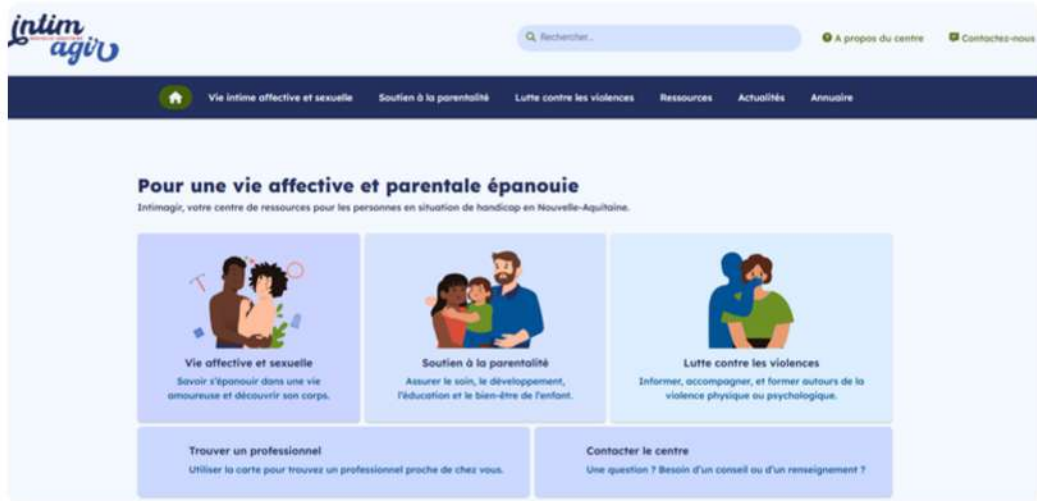 intim
agir
Rechercher...
A propos du centre
Contactez-nous
Vie intime affective et sexuelle
Soutien à la parentalité
Lutte contre les violences
Ressources
Actualités
Annuaire
Pour une vie affective et parentale épanouie
Intimagir, votre centre de ressources pour les personnes en situation de handicap en Nouvelle-Aquitaine.
Vie affective et sexuelle
Savoir s'épanouir dans une vie
amoureuse et découvrir son corps.
Soutien à la parentalité
Assurer le soin, le développement,
l'éducation et le bien-être de l'enfant.
Lutte contre les violences
Informer, accompagner, et former autours de la
violence physique ou psychologique.
Trouver un professionnel
Utiliser la carte pour trouvez un professionnel proche de chez vous.
Contacter le centre
Une question ? Besoin d'un conseil ou d'un renseignement ?